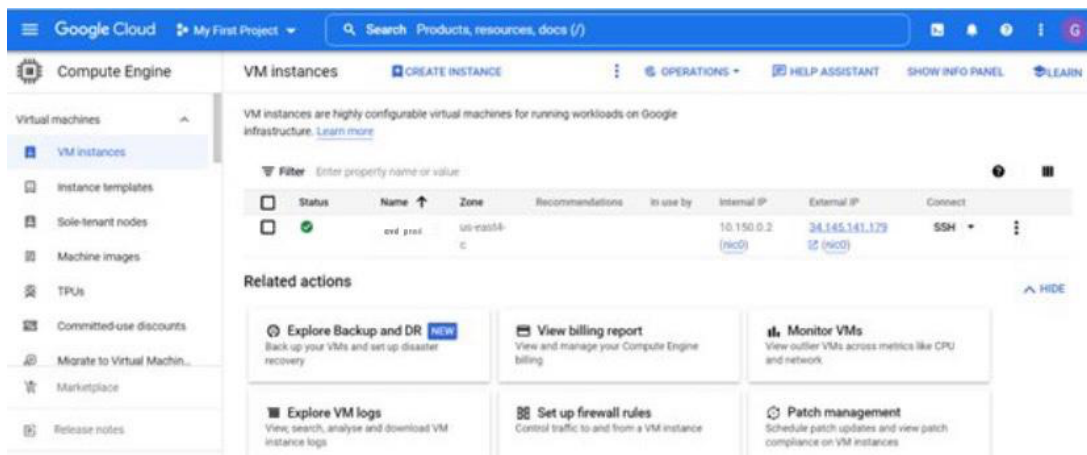 Google Cloud My First Project Search Products, resources, docs (/) G
Compute Engine VM instances CREATE INSTANCE OPERATIONS HELP ASSISTANT SHOW INFO PANEL LEARN
Virtual machines
VM instances
Instance templates
Sole-tenant nodes
Machine images
TPUs
Committed-use discounts
Migrate to Virtual Machin...
Marketplace
Release notes
VM instances are highly configurable virtual machines for running workloads on Google
infrastructure. Learn more
Filter Enter property name or value
Status Name Zone Recommendations In use by Internal IP External IP Connect
prod us-east4- 10.150.0.2 34.145.141.179 SSH
c (nic0) (nic0)
Related actions HIDE
Explore Backup and DR NEW
Back up your VMs and set up disaster
recovery
View billing report
View and manage your Compute Engine
billing
Monitor VMs
View outlier VMs across metrics like CPU
and network
Explore VM logs
View, search, analyse and download VM
instance logs
Set up firewall rules
Control traffic to and from a VM instance
Patch management
Schedule patch updates and view patch
compliance on VM instances